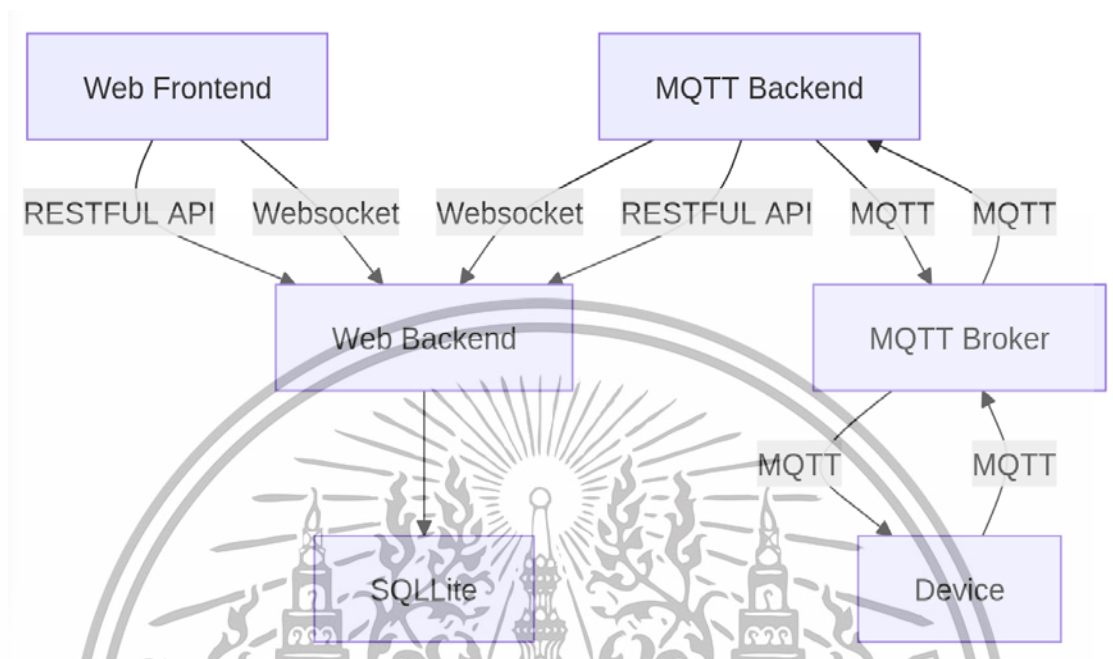 Web Frontend
MQTT Backend
RESTFUL API
Websocket
Websocket
RESTFUL API
MQTT
MQTT
Web Backend
MQTT Broker
MQTT
MQTT
SQLLite
Device